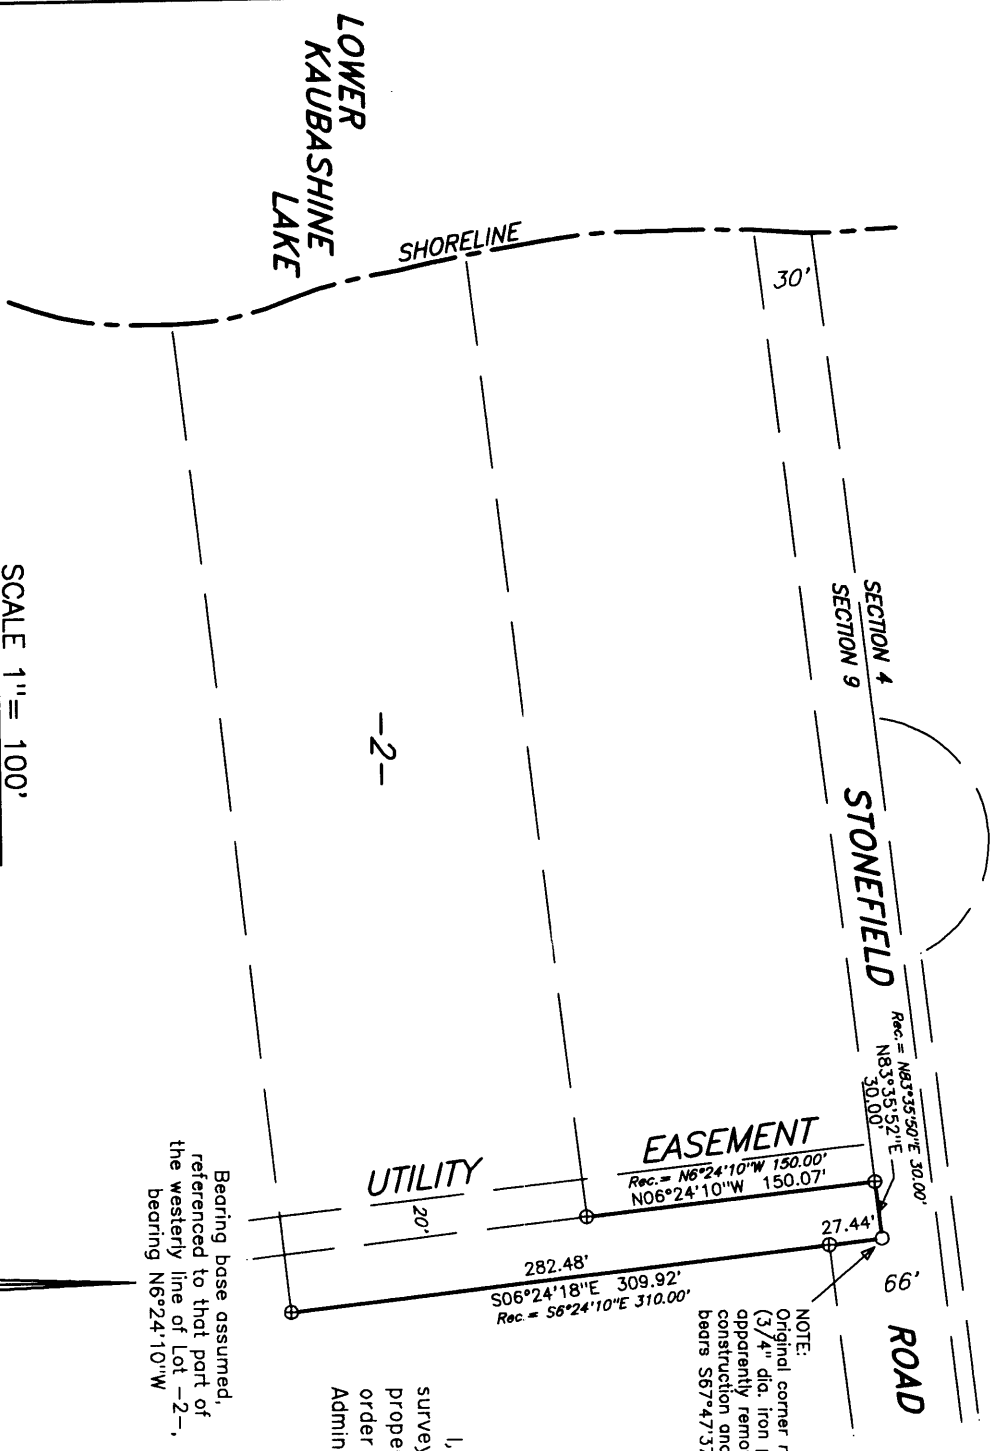 LOWER
KAUBASHINE
LAKE
SHORELINE
30'
SECTION 4
SECTION 9
STONEFIELD
ROAD
66'
Rec.= N83°35'50"E 30.00'
N83°35'52"E
30.00'
EASEMENT
Rec.= N6°24'10"W 150.00'
N06°24'10"W 150.07'
UTILITY
20'
27.44'
282.48'
S06°24'18"E 309.92'
Rec.= S6°24'10"E 310.00'
-2-
NOTE:
Original corner
(3/4" dia. iron
apparently
construction and
bears
Bearing base assumed,
referenced to that part of
the westerly line of Lot -2-,
bearing N6°24'10"W
I,
survey
prope
order
Admin
SCALE 1"= 100'